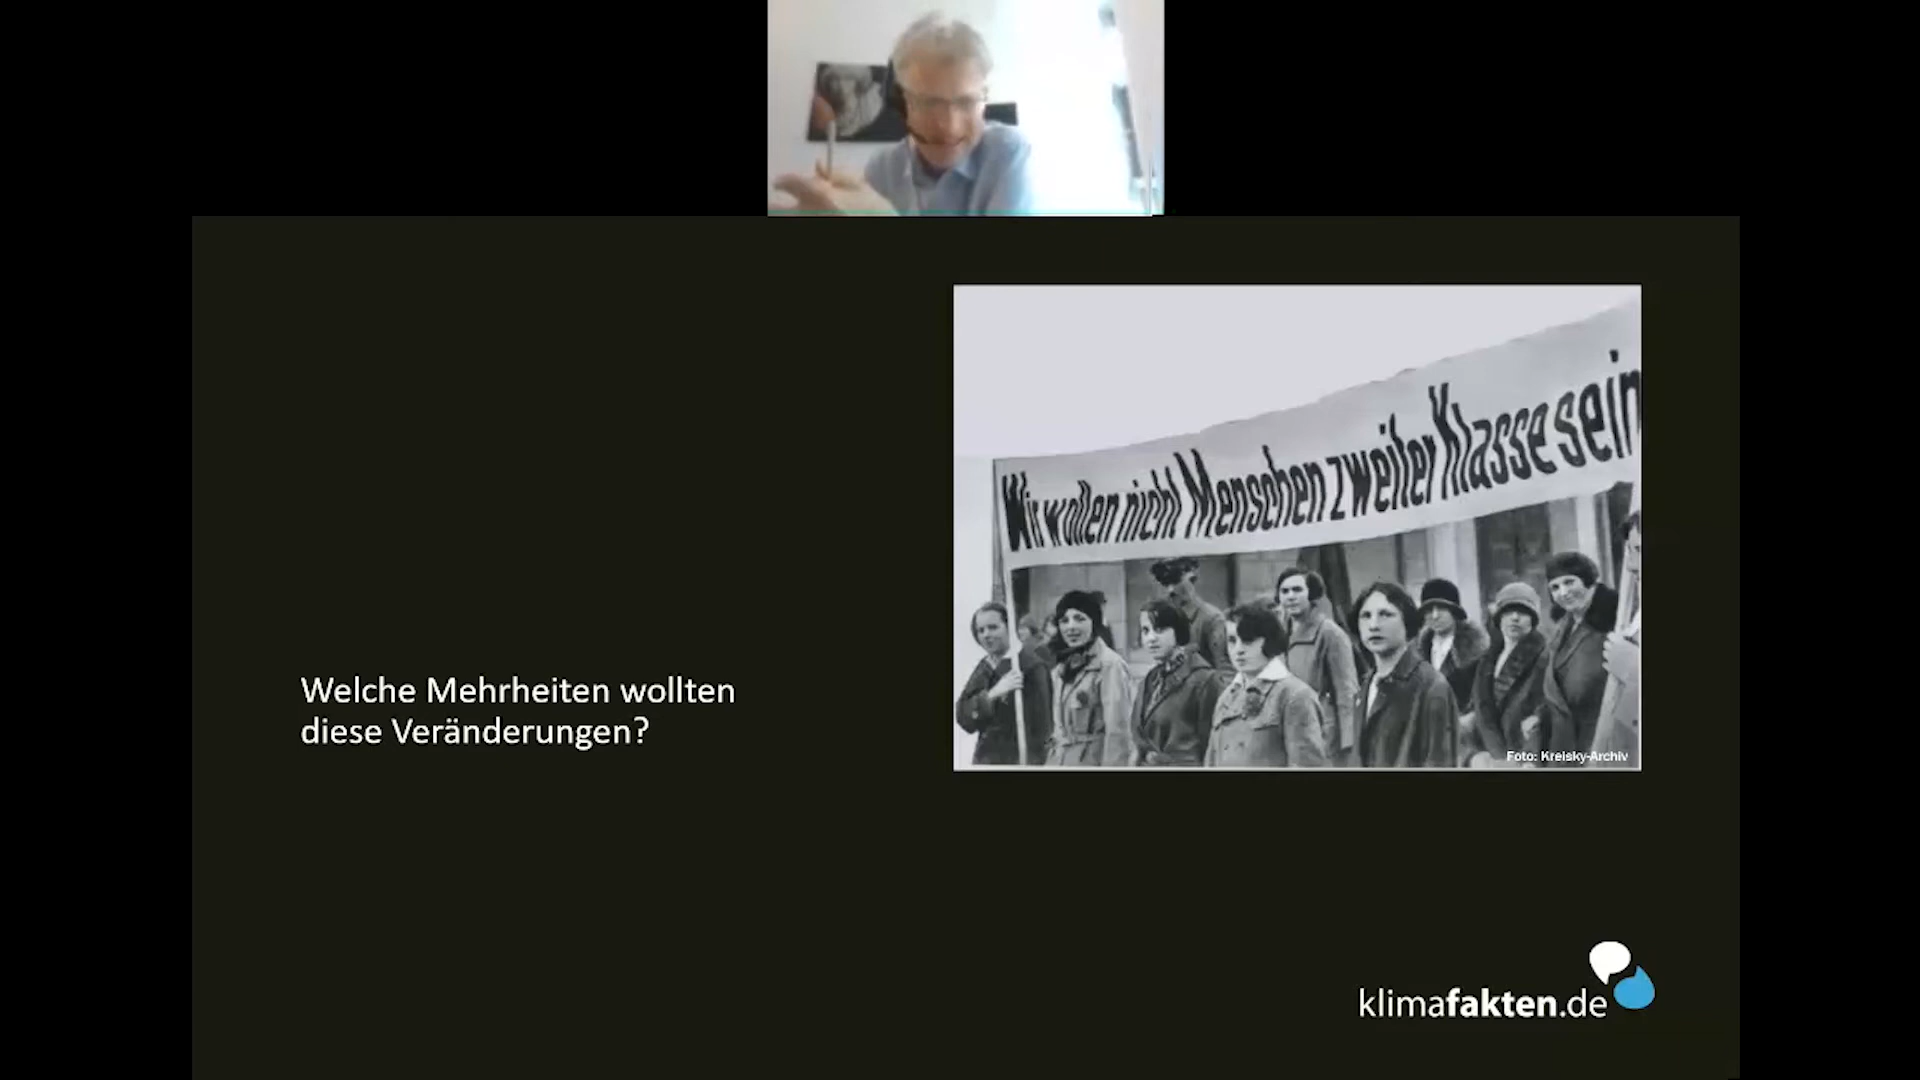 Wir wollen nicht Menschen zweiter Klasse sein
Welche Mehrheiten wollten
diese Veränderungen?
Foto: Kreisky-Archiv
klimafakten.de